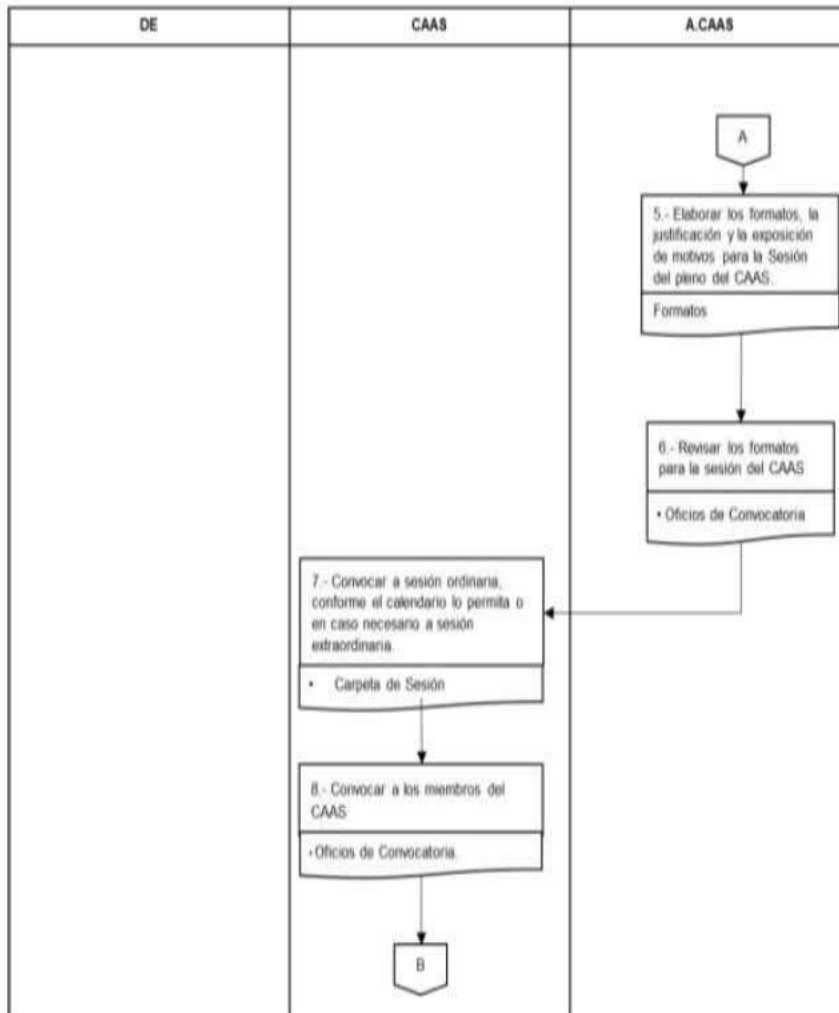 DE
CAAS
A.CAAS
A
5.- Elaborar los formatos, la
justificación y la exposición
de motivos para la Sesión
del pleno del CAAS.
Formatos
6.- Revisar los formatos
para la sesión del CAAS
• Oficios de Convocatoria
7.- Convocar a sesión ordinaria,
conforme el calendario lo permita o
en caso necesario a sesión
extraordinaria.
• Carpeta de Sesión
8.- Convocar a los miembros del
CAAS
• Oficios de Convocatoria.
B